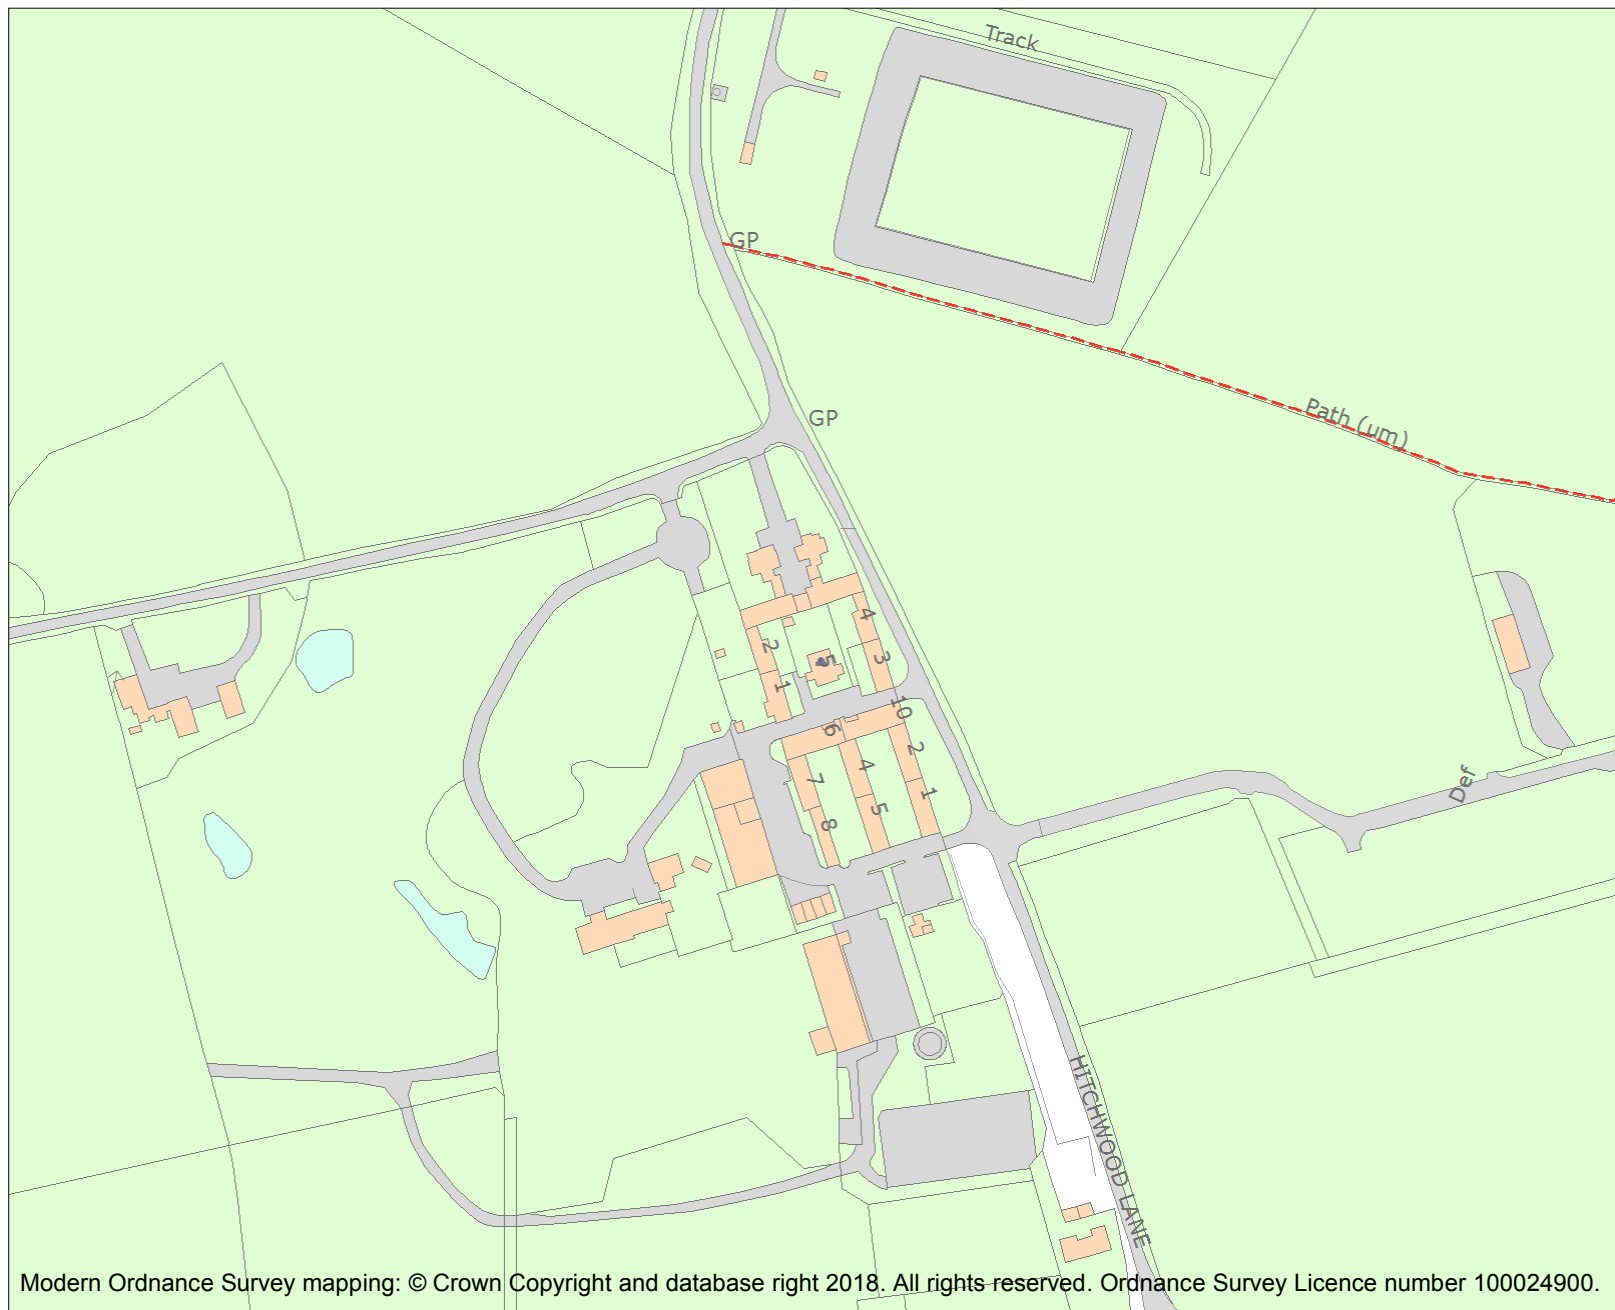 Track
GP
Path (um)
GP
4
2
5
3
1
10
6
2
4
7
1
5
8
Def
HITCHWOOD LANE
Modern Ordnance Survey mapping: © Crown Copyright and database right 2018. All rights reserved. Ordnance Survey Licence number 100024900.